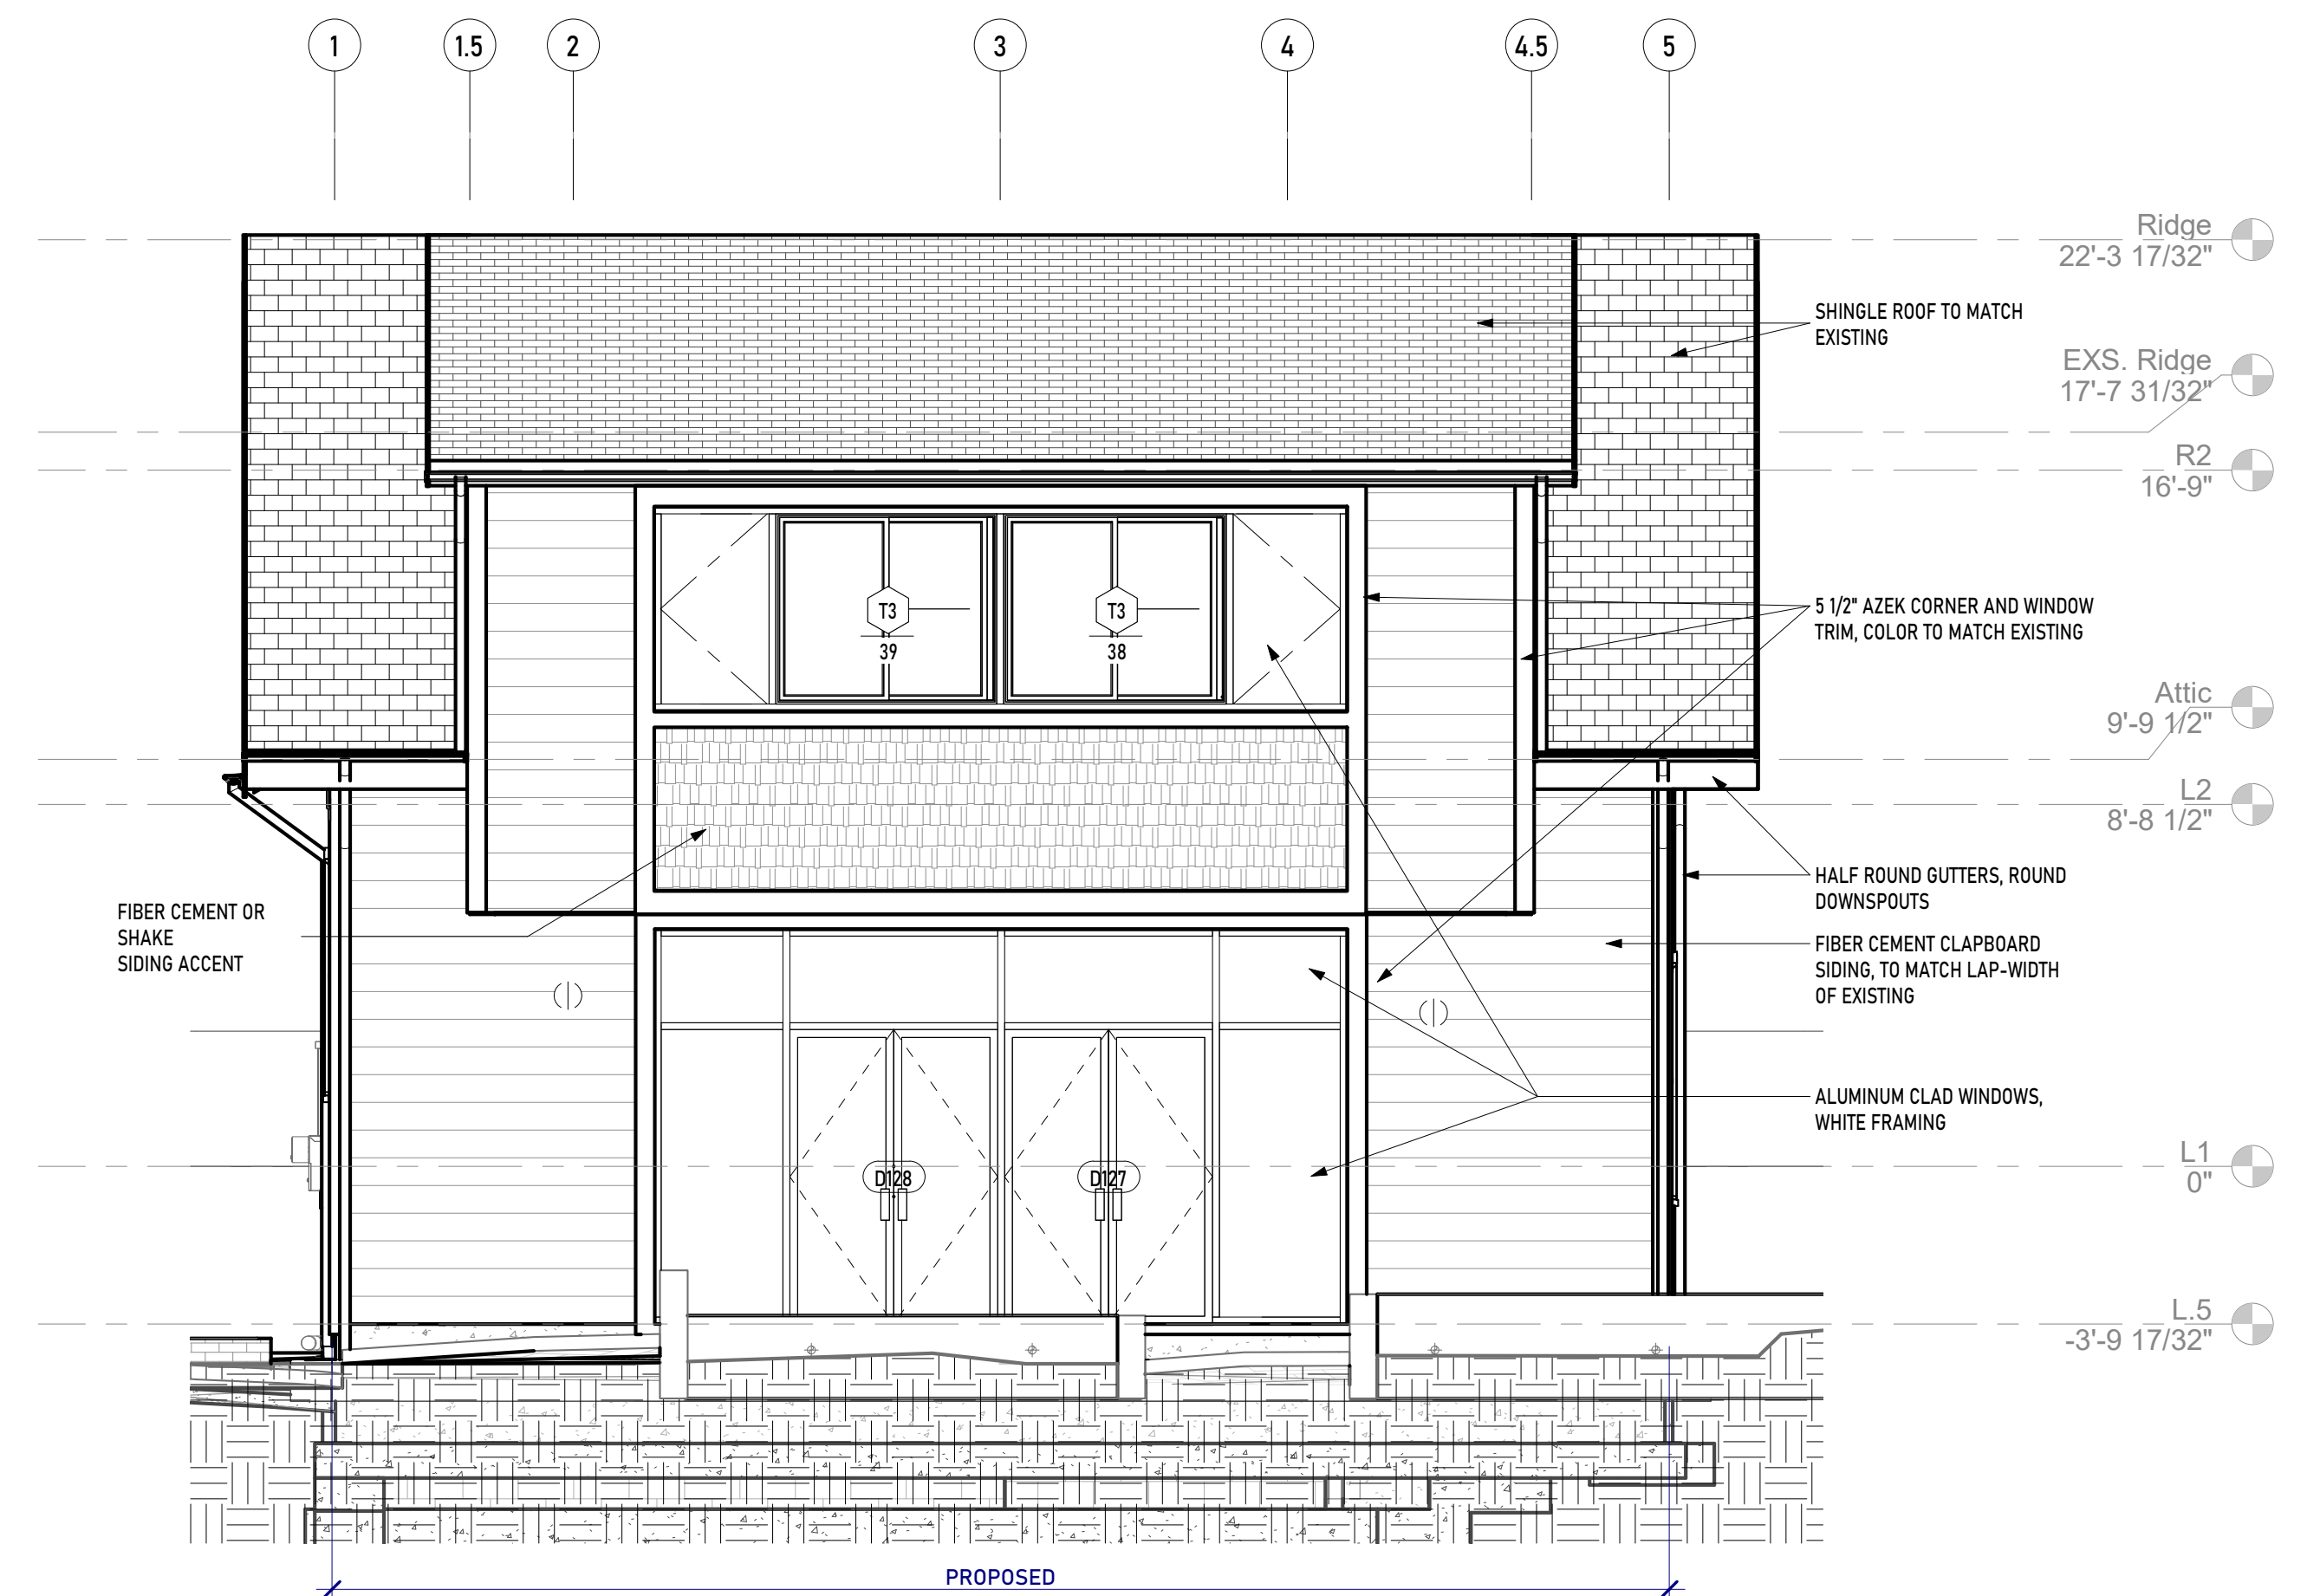 1
1.5
2
3
4
4.5
5
Ridge
22'-3 17/32"
SHINGLE ROOF TO MATCH
EXISTING
EXS. Ridge
17'-7 31/32"
R2
16'-9"
T3
39
T3
38
5 1/2" AZEK CORNER AND WINDOW
TRIM, COLOR TO MATCH EXISTING
Attic
9'-9 1/2"
L2
8'-8 1/2"
HALF ROUND GUTTERS, ROUND
DOWNSPOUTS
FIBER CEMENT OR
SHAKE
SIDING ACCENT
FIBER CEMENT CLAPBOARD
SIDING, TO MATCH LAP-WIDTH
OF EXISTING
ALUMINUM CLAD WINDOWS,
WHITE FRAMING
D128
D127
L1
0"
L.5
-3'-9 17/32"
PROPOSED